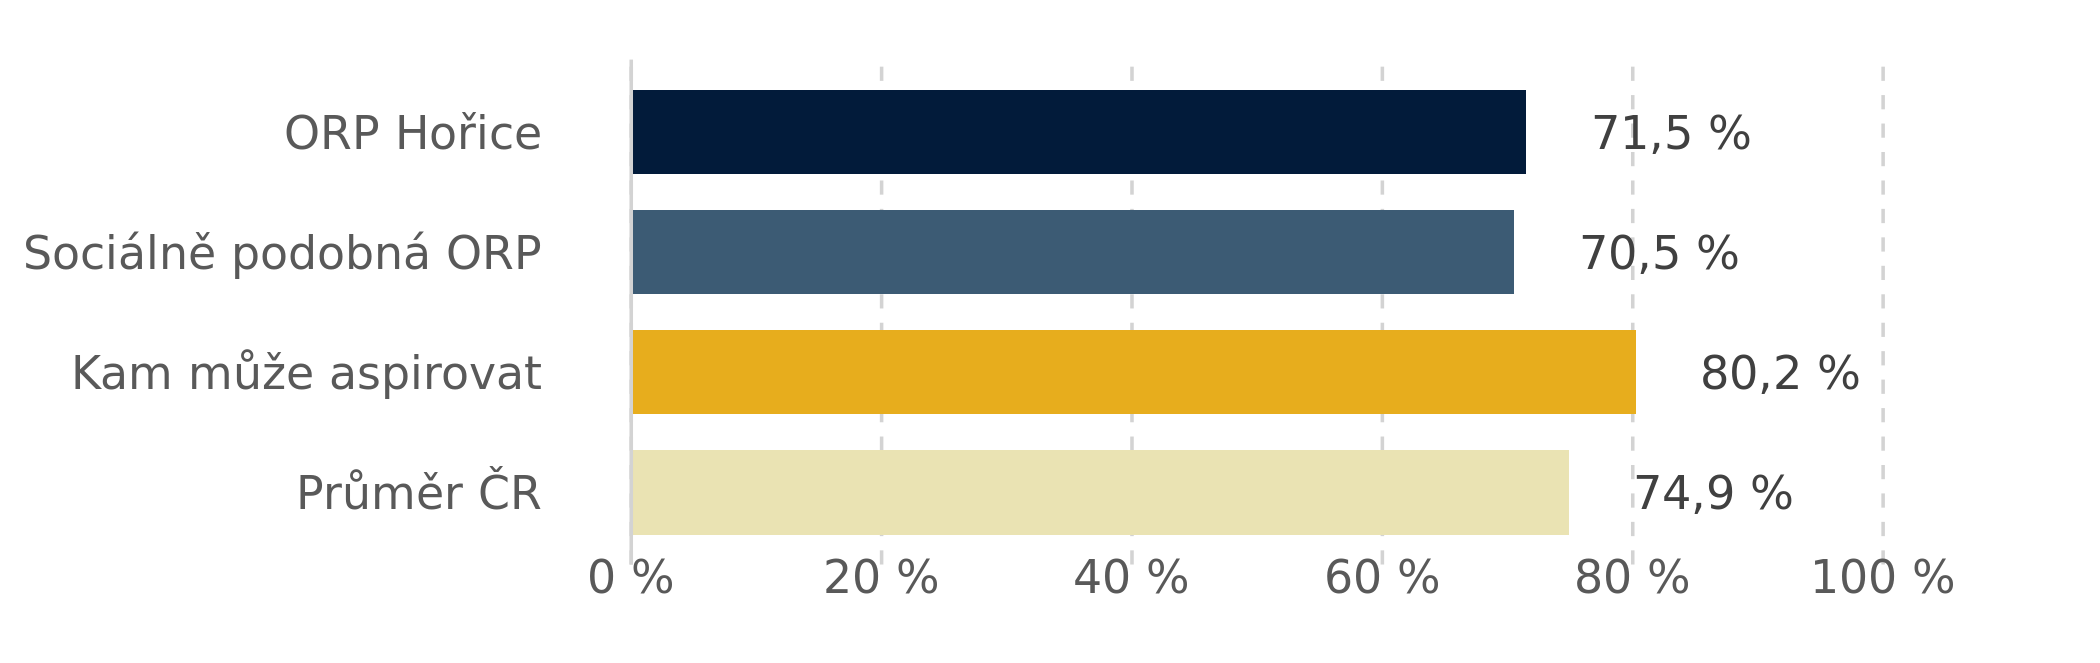 ORP Hořice 71,5 %
Sociálně podobná ORP 70,5 %
Kam může aspirovat 80,2 %
Průměr ČR 74,9 %
0 % 20 % 40 % 60 % 80 % 100 %